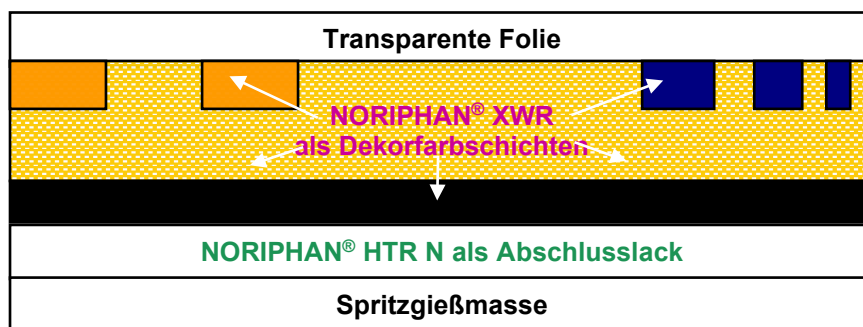 Transparente Folie
NORIPHAN® XWR
als Dekorfarbschichten
NORIPHAN® HTR N als Abschlusslack
Spritzgießmasse